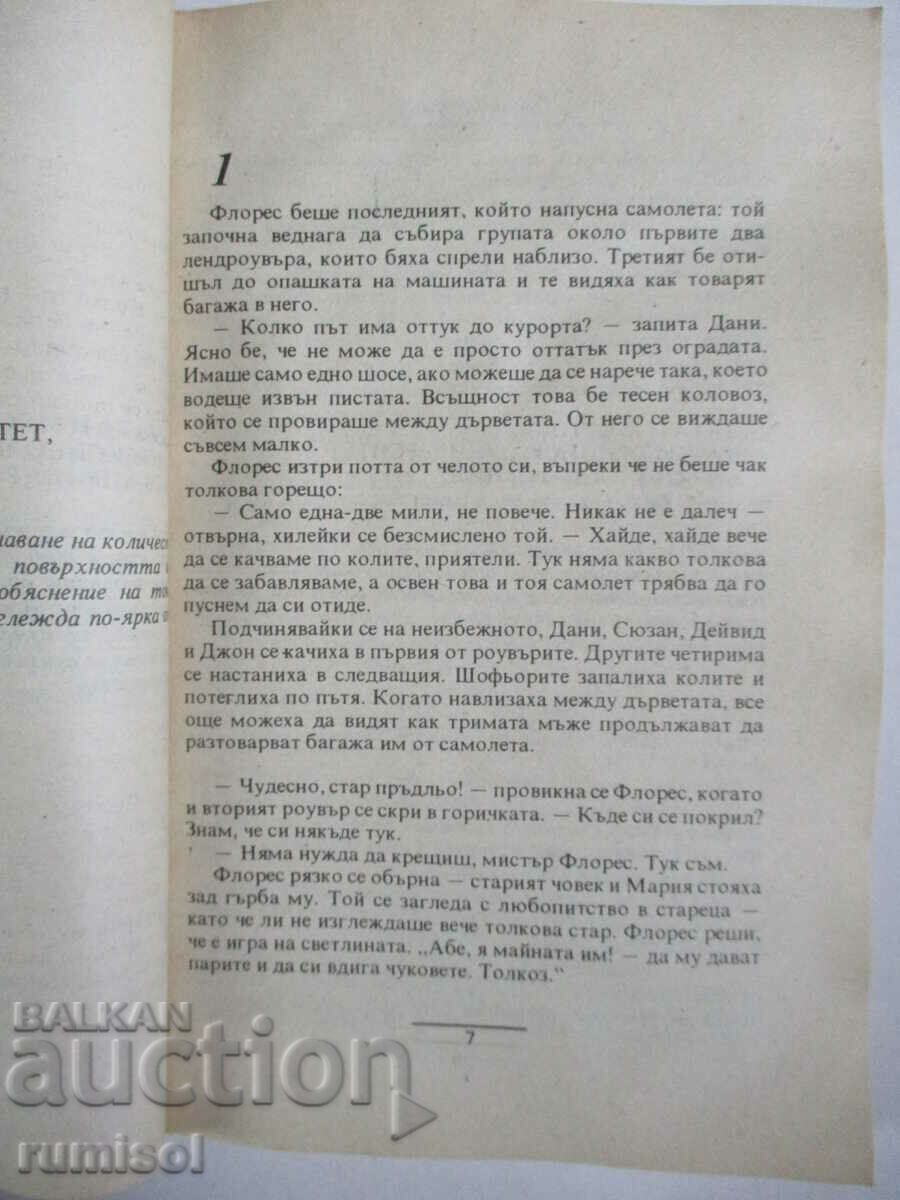 ТЕТ,
наване на количес
повърхността
обяснение на
глежда по-ярка
1
Флорес беше последният, който напусна самолета: той
започна веднага да събира групата около първите два
лендроувъра, които бяха спрели наблизо. Третият бе оти-
шъл до опашката на машината и те видяха как товарят
багажа в него.
— Колко път има оттук до курорта? — запита Дани.
Ясно бе, че не може да е просто оттатък през оградата.
Имаше само едно шосе, ако можеше да се нарече така, което
водеше извън пистата. Всъщност това бе тесен коловоз,
който се провираше между дърветата. От него се виждаше
съвсем малко.
Флорес изтри потта от челото си, въпреки че не беше чак
толкова горещо:
— Само една-две мили, не повече. Никак не е далеч —
отвърна, хилейки се безсмислено той. — Хайде, хайде вече
да се качваме по колите, приятели. Тук няма какво толкова
да се забавляваме, а освен това и тоя самолет трябва да го
пуснем да си отиде.
Подчинявайки се на неизбежното, Дани, Сюзан, Дейвид
и Джон се качиха в първия от роувърите. Другите четирима
се настаниха в следващия. Шофьорите запалиха колите и
потеглиха по пътя. Когато навлизаха между дърветата, все
още можеха да видят как тримата мъже продължават да
разтоварват багажа им от самолета.
— Чудесно, стар пръдльо! — провикна се Флорес, когато
и вторият роувър се скри в горичката. — Къде си се покрил?
Знам, че си някъде тук.
— Няма нужда да крещиш, мистър Флорес. Тук съм.
Флорес рязко се обърна — старият човек и Мария стояха
зад гърба му. Той се загледа с любопитство в стареца —
като че ли не изглеждаше вече толкова стар. Флорес реши,
че е игра на светлината. „Абе, я майната им! — да му дават
парите и да си вдига чуковете. Толкоз."
7
BALKAN
auction
rumisol